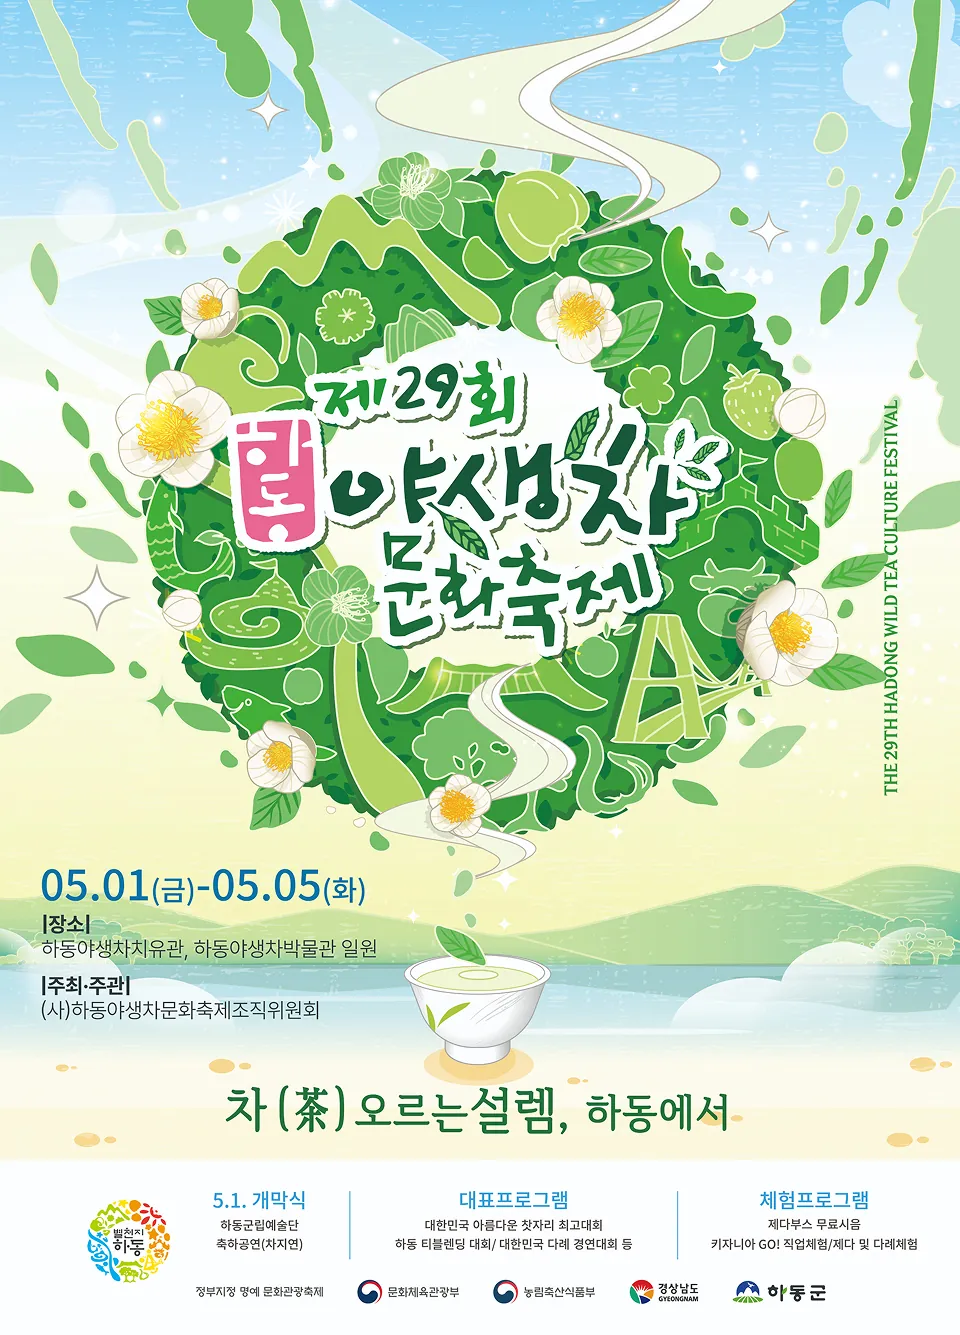 제29회
하동
야생차
문화축제
THE 29TH HADONG WILD TEA CULTURE FESTIVAL
05.01(금)-05.05(화)
|장소|
하동야생차치유관, 하동야생차박물관 일원
|주최·주관|
(사)하동야생차문화축제조직위원회
차(茶)오르는설렘, 하동에서
별천지
하동
5.1. 개막식
하동군립예술단
축하공연(차지연)
대표프로그램
대한민국 아름다운 찻자리 최고대회
하동 티블렌딩 대회/ 대한민국 다례 경연대회 등
체험프로그램
제다부스 무료시음
키자니아 GO! 직업체험/제다 및 다례체험
정부지정 명예 문화관광축제
문화체육관광부
농림축산식품부
경상남도
GYEONGNAM
하동군